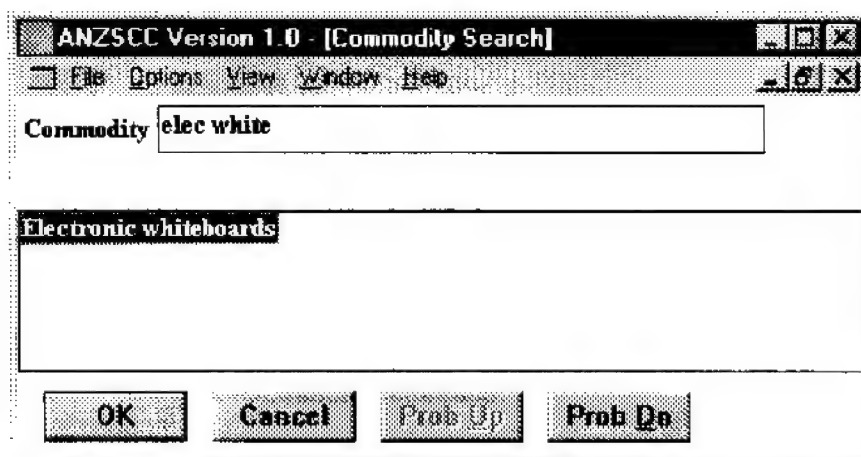 ANZSCC Version 1.0 - [Commodity Search]
File Options View Window Help
Commodity elec white
Electronic whiteboards
OK Cancel Prob Up Prob Dn